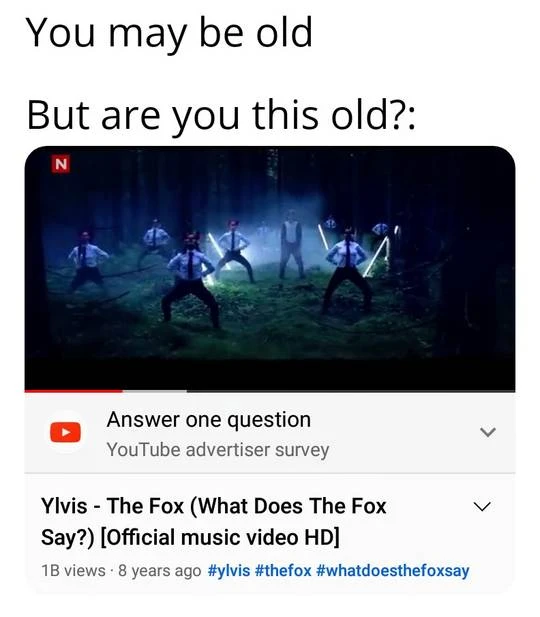 You may be old
But are you this old?:
N
Answer one question
YouTube advertiser survey
Ylvis - The Fox (What Does The Fox
Say?) [Official music video HD]
1B views · 8 years ago #ylvis #thefox #whatdoesthefoxsay